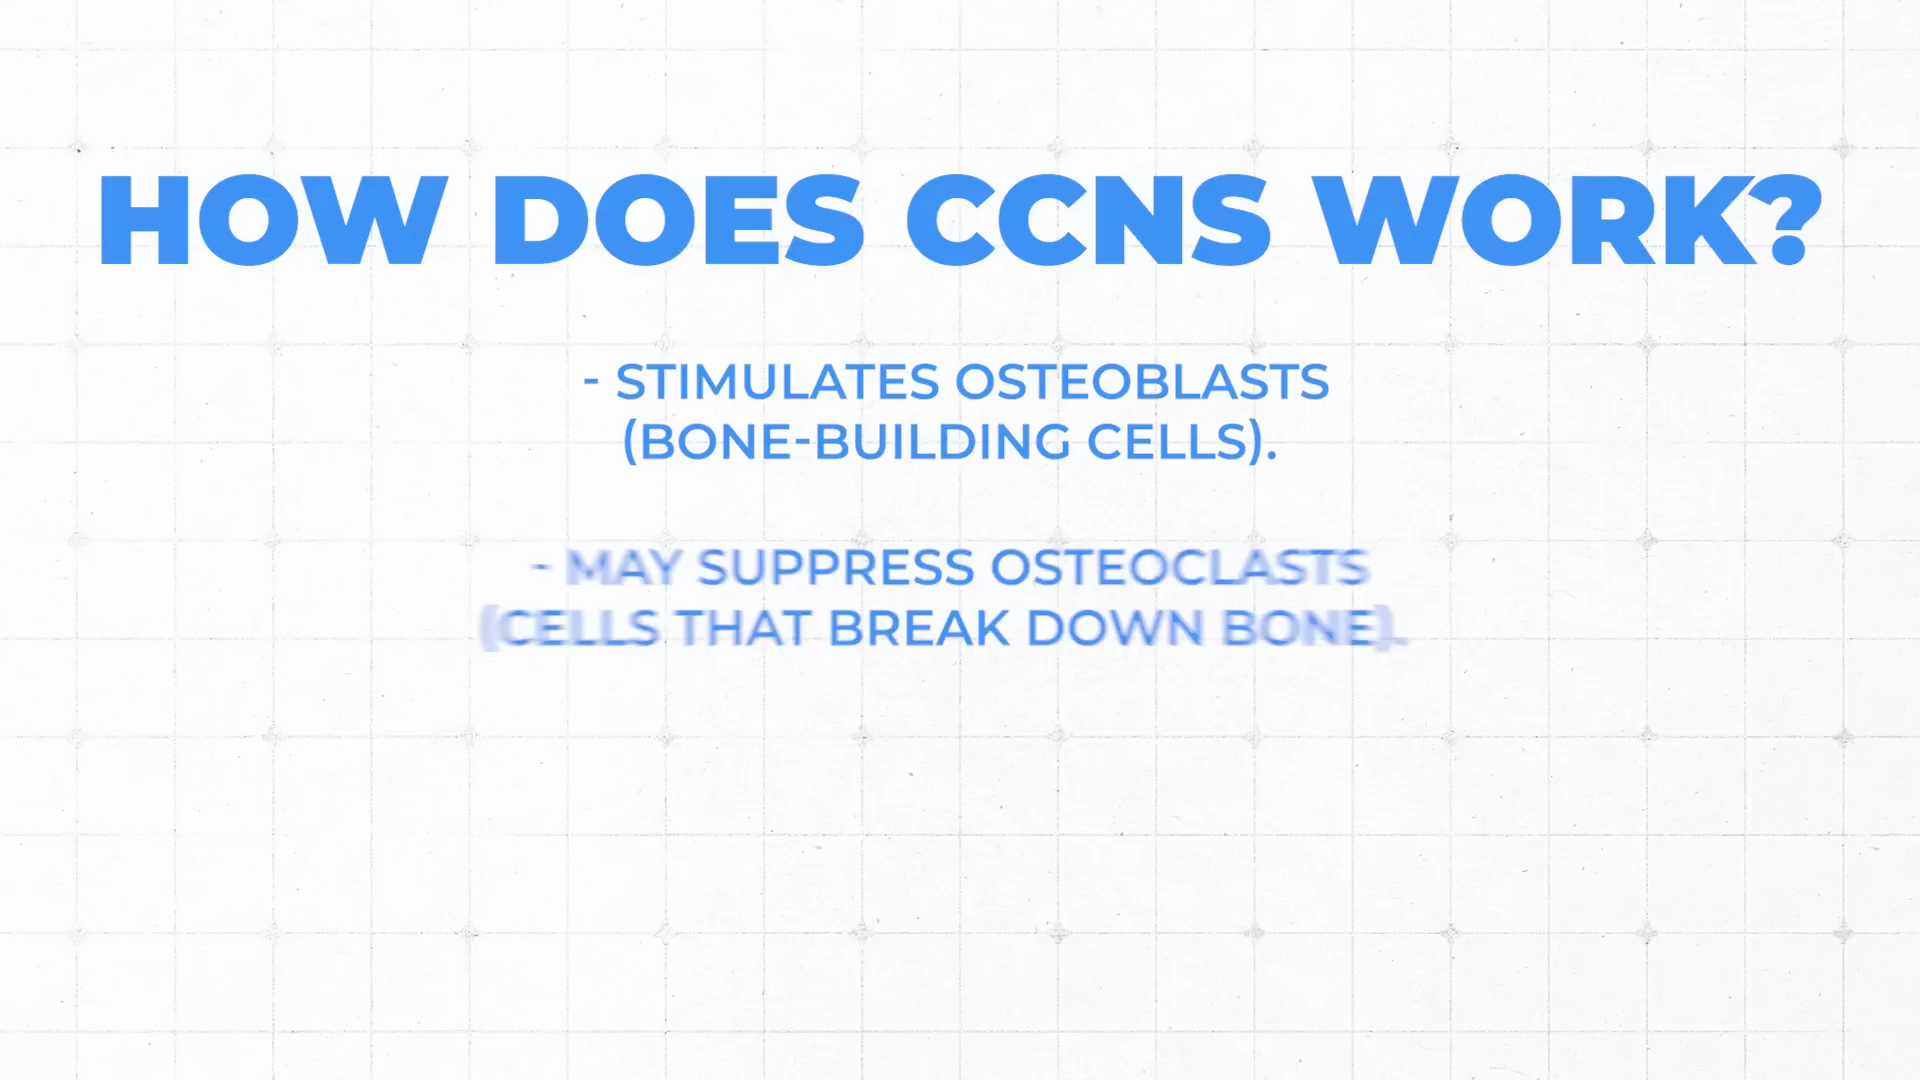 HOW DOES CCNS WORK?
- STIMULATES OSTEOBLASTS
(BONE-BUILDING CELLS).
- MAY SUPPRESS OSTEOCLASTS
(CELLS THAT BREAK DOWN BONE).